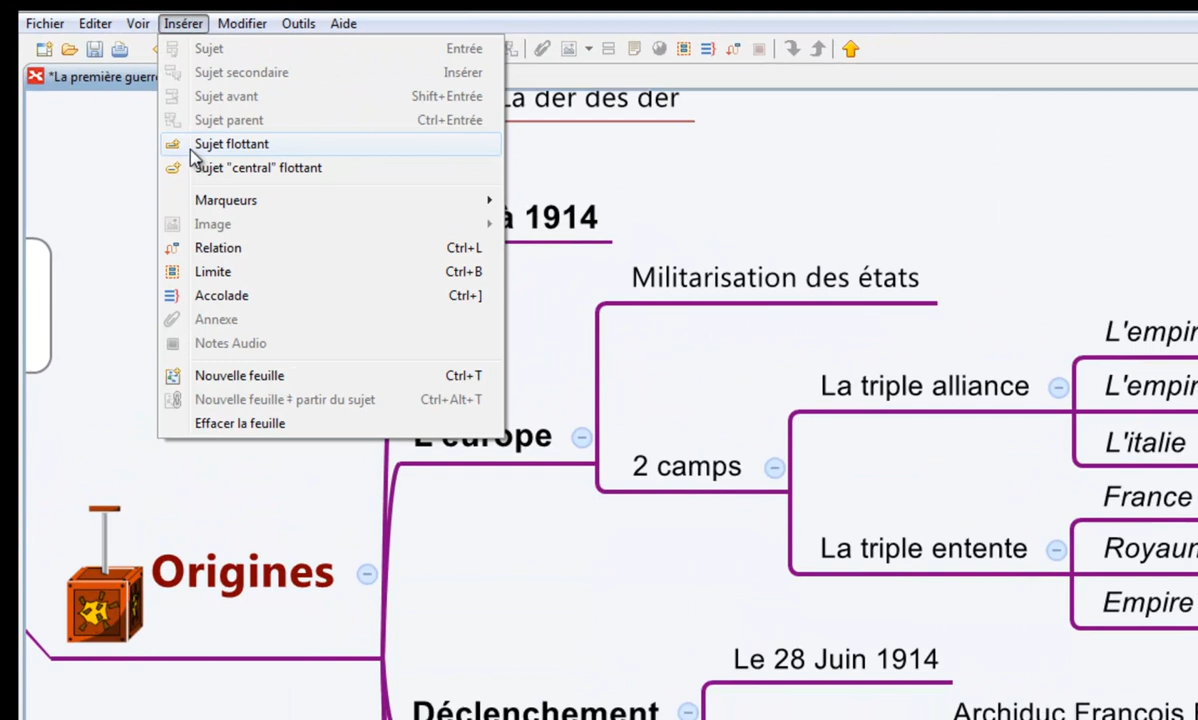 Fichier Editer Voir Insérer Modifier Outils Aide
*La première guerr
Sujet Entrée
Sujet secondaire Insérer
Sujet avant Shift+Entrée
Sujet parent Ctrl+Entrée
Sujet flottant
Sujet "central" flottant
Marqueurs
Image
Relation Ctrl+L
Limite Ctrl+B
Accolade Ctrl+]
Annexe
Notes Audio
Nouvelle feuille Ctrl+T
Nouvelle feuille ‡ partir du sujet Ctrl+Alt+T
Effacer la feuille
La der des der
à 1914
Militarisation des états
L'empir
La triple alliance
L'empir
L'italie
L'europe
2 camps
France
La triple entente
Royaum
Empire
Origines
Le 28 Juin 1914
Déclenchement
Archiduc François